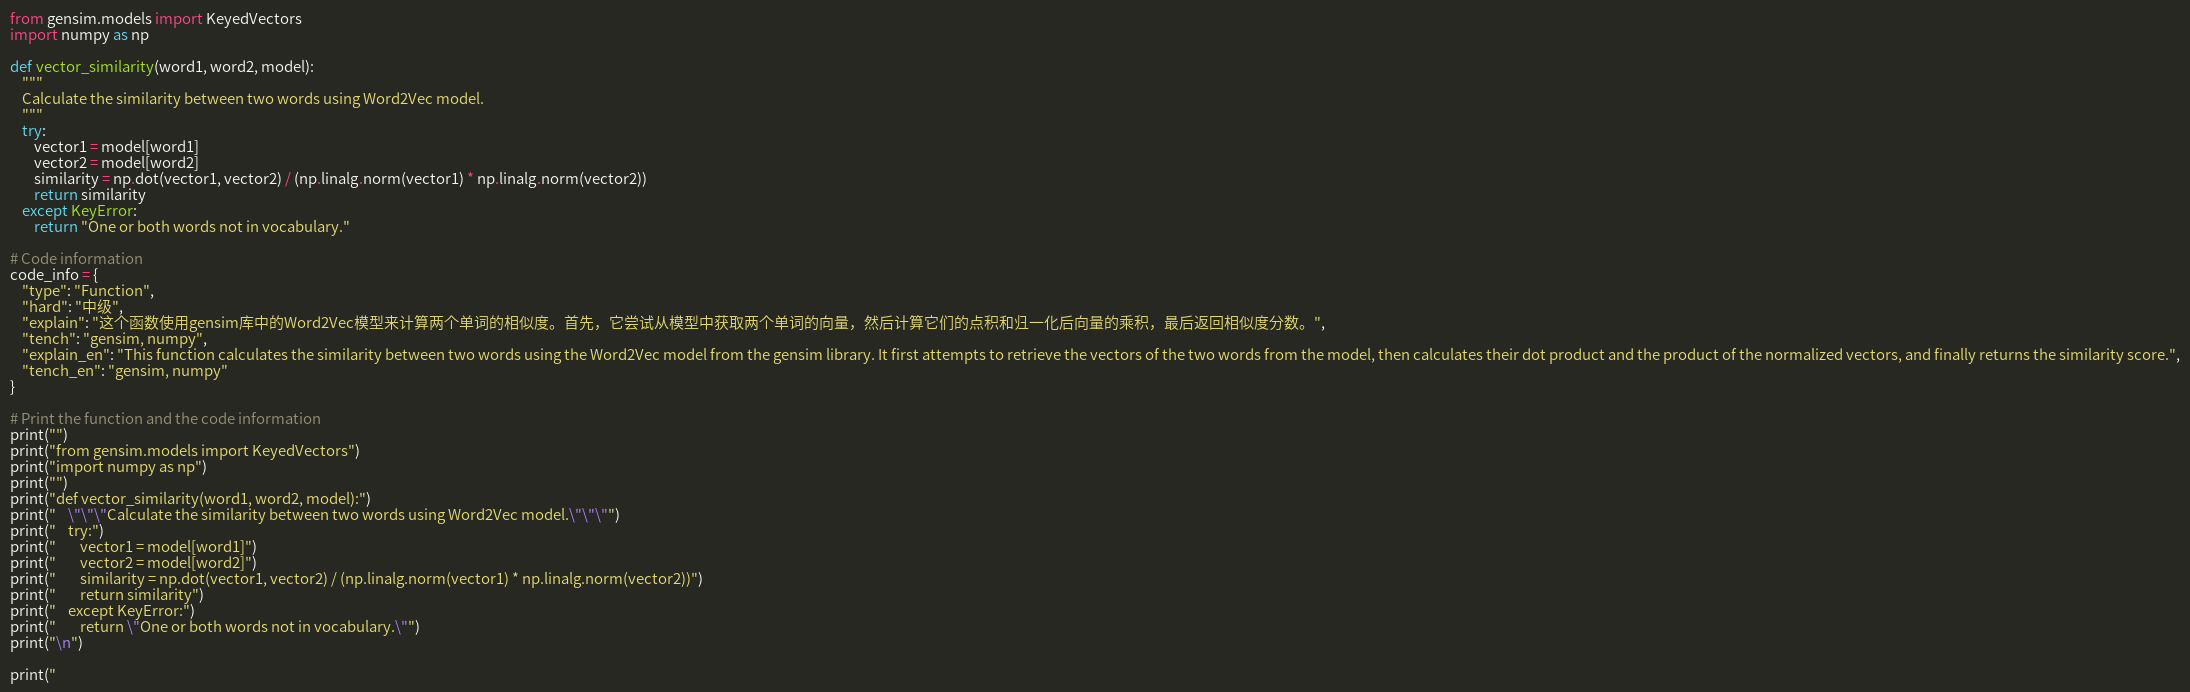 from gensim.models import KeyedVectors
import numpy as np

def vector_similarity(word1, word2, model):
    """
    Calculate the similarity between two words using Word2Vec model.
    """
    try:
        vector1 = model[word1]
        vector2 = model[word2]
        similarity = np.dot(vector1, vector2) / (np.linalg.norm(vector1) * np.linalg.norm(vector2))
        return similarity
    except KeyError:
        return "One or both words not in vocabulary."

# Code information
code_info = {
    "type": "Function",
    "hard": "中级",
    "explain": "这个函数使用gensim库中的Word2Vec模型来计算两个单词的相似度。首先，它尝试从模型中获取两个单词的向量，然后计算它们的点积和归一化后向量的乘积，最后返回相似度分数。",
    "tench": "gensim, numpy",
    "explain_en": "This function calculates the similarity between two words using the Word2Vec model from the gensim library. It first attempts to retrieve the vectors of the two words from the model, then calculates their dot product and the product of the normalized vectors, and finally returns the similarity score.",
    "tench_en": "gensim, numpy"
}

# Print the function and the code information
print("")
print("from gensim.models import KeyedVectors")
print("import numpy as np")
print("")
print("def vector_similarity(word1, word2, model):")
print("    \"\"\"Calculate the similarity between two words using Word2Vec model.\"\"\"")
print("    try:")
print("        vector1 = model[word1]")
print("        vector2 = model[word2]")
print("        similarity = np.dot(vector1, vector2) / (np.linalg.norm(vector1) * np.linalg.norm(vector2))")
print("        return similarity")
print("    except KeyError:")
print("        return \"One or both words not in vocabulary.\"")
print("\n")

print("